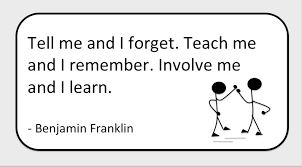 Tell me and I forget. Teach me
and I remember. Involve me
and I learn.
- Benjamin Franklin